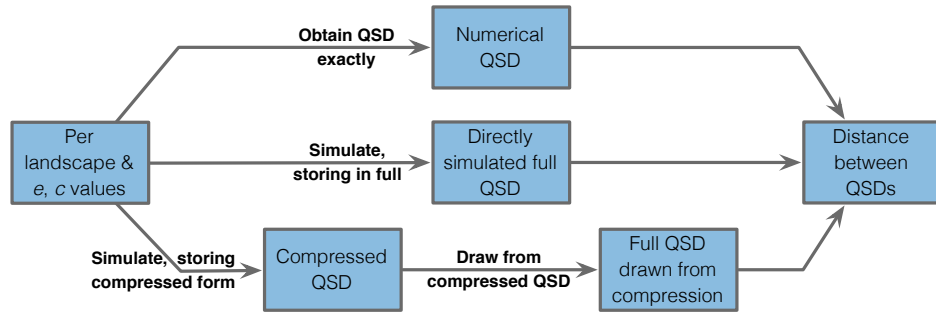 Obtain QSD
exactly
Numerical
QSD
Per
landscape &
e, c values
Simulate,
storing in full
Directly
simulated full
QSD
Distance
between
QSDs
Simulate, storing
compressed form
Compressed
QSD
Draw from
compressed QSD
Full QSD
drawn from
compression